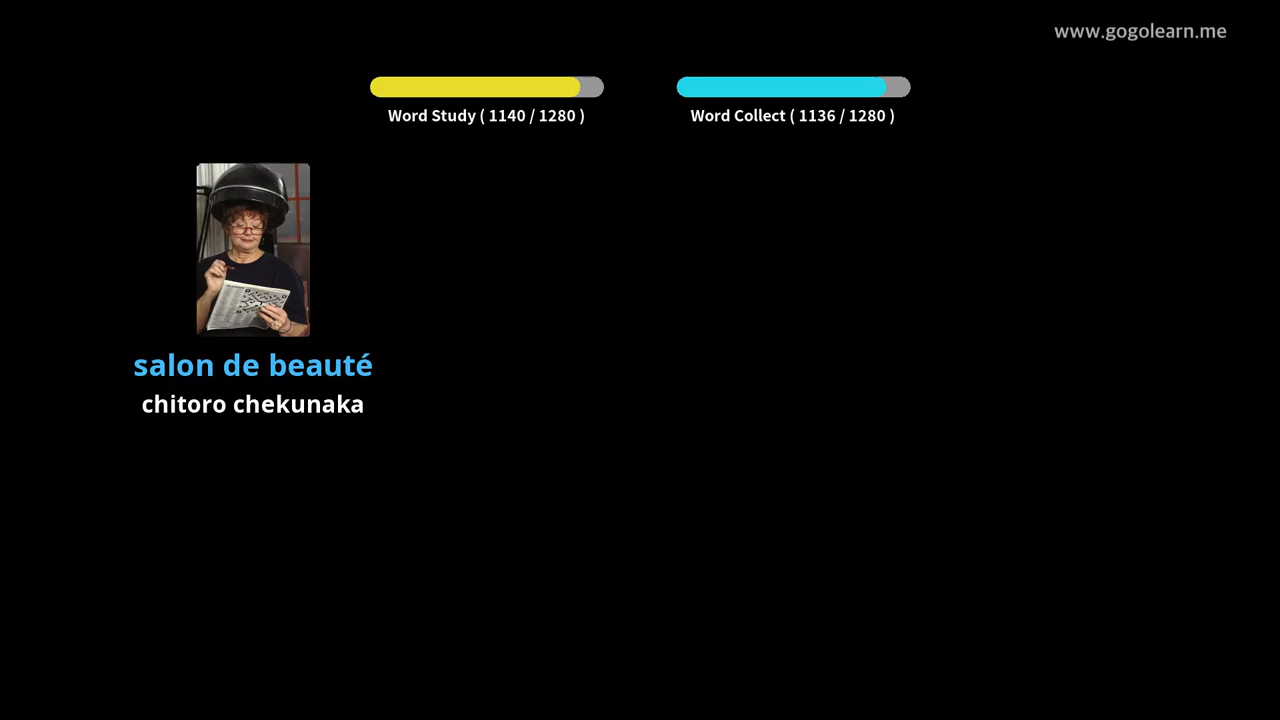 www.gogolearn.me
Word Study ( 1140 / 1280 )
Word Collect ( 1136 / 1280 )
salon de beauté
chitoro chekunaka